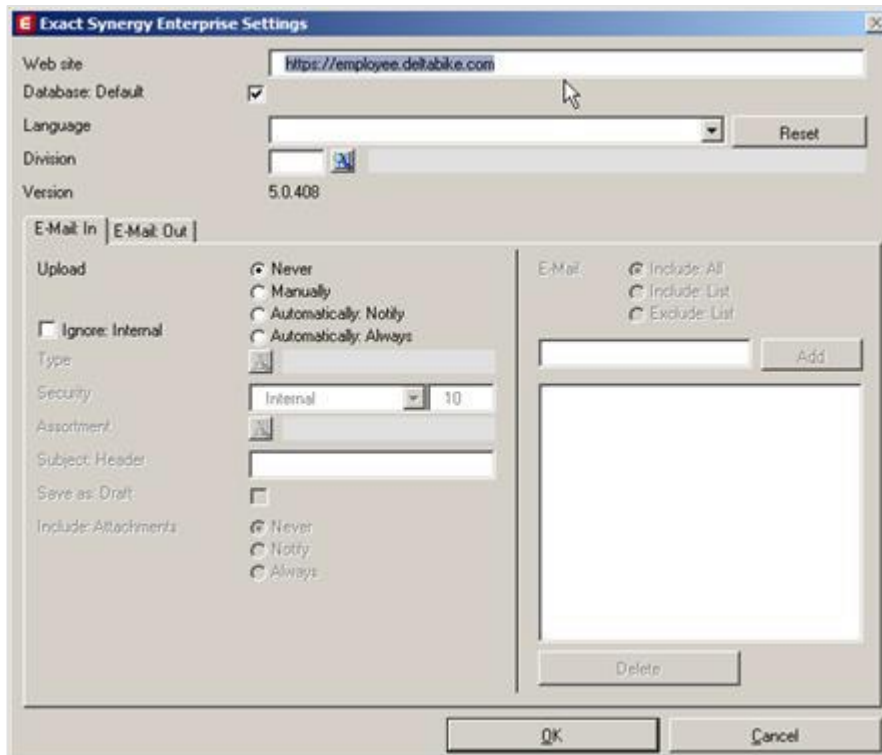 Exact Synergy Enterprise Settings
Web site https://employee.deltabike.com
Database: Default
Language Reset
Division
Version 5.0.408
E-Mail: In E-Mail: Out
Upload Never E-Mail Include: All
Manually Include: List
Automatically: Notify Exclude: List
Ignore: Internal Automatically: Always
Type Add
Security Internal 10
Assortment
Subject: Header
Save as: Draft
Include: Attachments Never
Notify
Always
Delete
OK Cancel